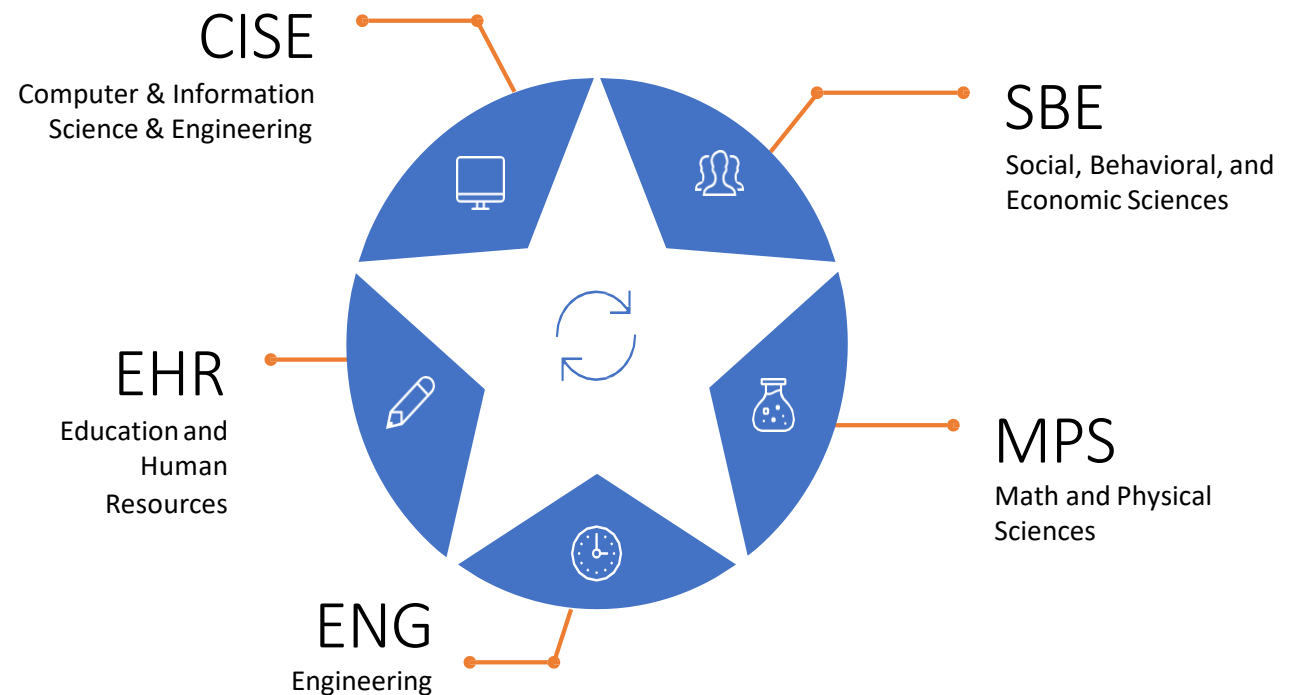 CISE
Computer & Information
Science & Engineering
SBE
Social, Behavioral, and
Economic Sciences
EHR
Education and
Human
Resources
MPS
Math and Physical
Sciences
ENG
Engineering